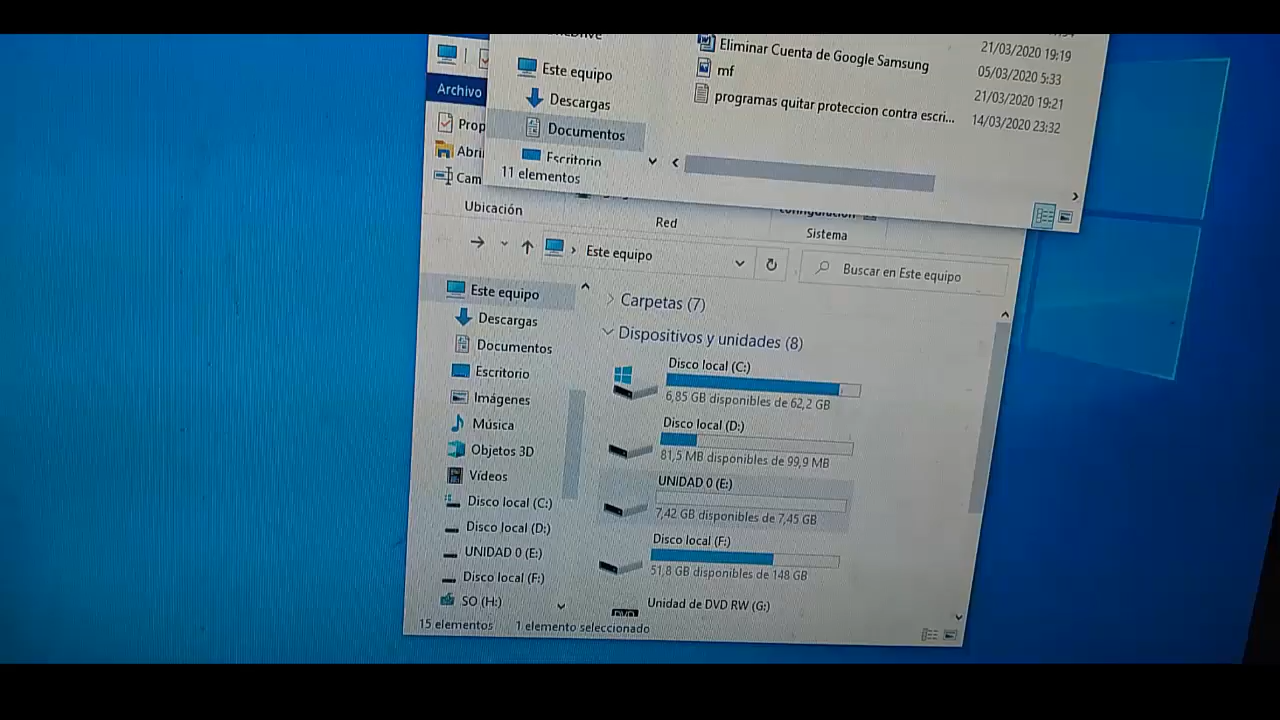 21/03/2020 19:19
Eliminar Cuenta de Google Samsung
05/03/2020 5:33
mf
21/03/2020 19:21
programas quitar proteccion contra escri...
14/03/2020 23:32
Este equipo
Descargas
Documentos
Escritorio
11 elementos
Archivo
Prop
Abri
Cam
Ubicación
Red
Sistema
Este equipo
Buscar en Este equipo
Este equipo
Descargas
Documentos
Escritorio
Imágenes
Música
Objetos 3D
Vídeos
Disco local (C:)
Disco local (D:)
UNIDAD 0 (E:)
Disco local (F:)
SO (H:)
Carpetas (7)
Dispositivos y unidades (8)
Disco local (C:)
6,85 GB disponibles de 62,2 GB
Disco local (D:)
81,5 MB disponibles de 99,9 MB
UNIDAD 0 (E:)
7,42 GB disponibles de 7,45 GB
Disco local (F:)
51,8 GB disponibles de 148 GB
DVD
Unidad de DVD RW (G:)
15 elementos
1 elemento seleccionado